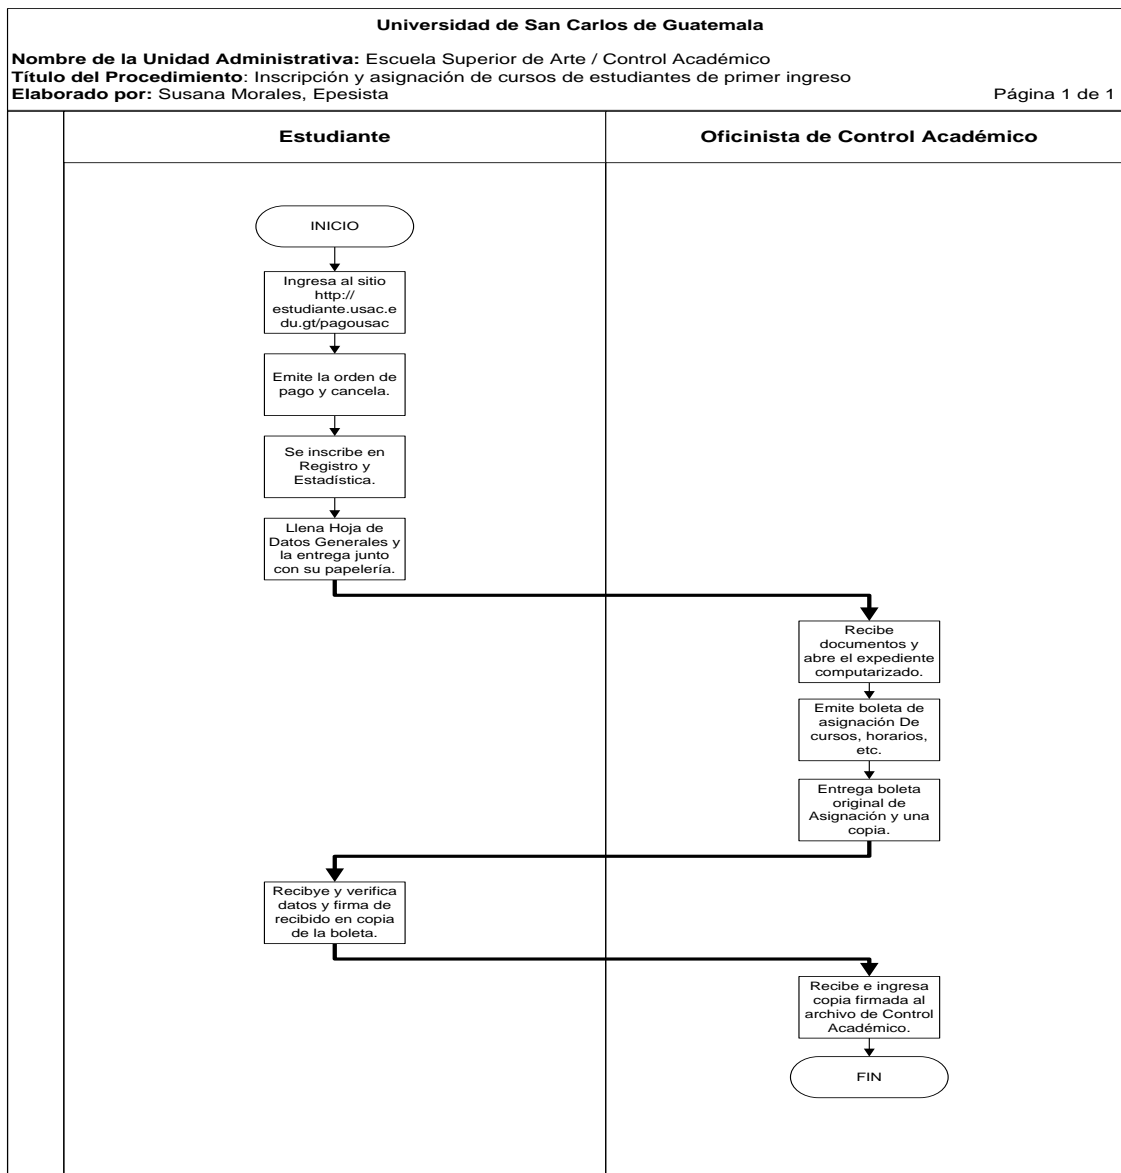 Universidad de San Carlos de Guatemala
Nombre de la Unidad Administrativa: Escuela Superior de Arte / Control Académico
Título del Procedimiento: Inscripción y asignación de cursos de estudiantes de primer ingreso
Elaborado por: Susana Morales, Epesista
Página 1 de 1
Estudiante
Oficinista de Control Académico
INICIO
Ingresa al sitio
http://
estudiante.usac.e
du.gt/pagousac
Emite la orden de
pago y cancela.
Se inscribe en
Registro y
Estadística.
Llena Hoja de
Datos Generales y
la entrega junto
con su papelería.
Recibe
documentos y
abre el expediente
computarizado.
Emite boleta de
asignación De
cursos, horarios,
etc.
Entrega boleta
original de
Asignación y una
copia.
Recibye y verifica
datos y firma de
recibido en copia
de la boleta.
Recibe e ingresa
copia firmada al
archivo de Control
Académico.
FIN